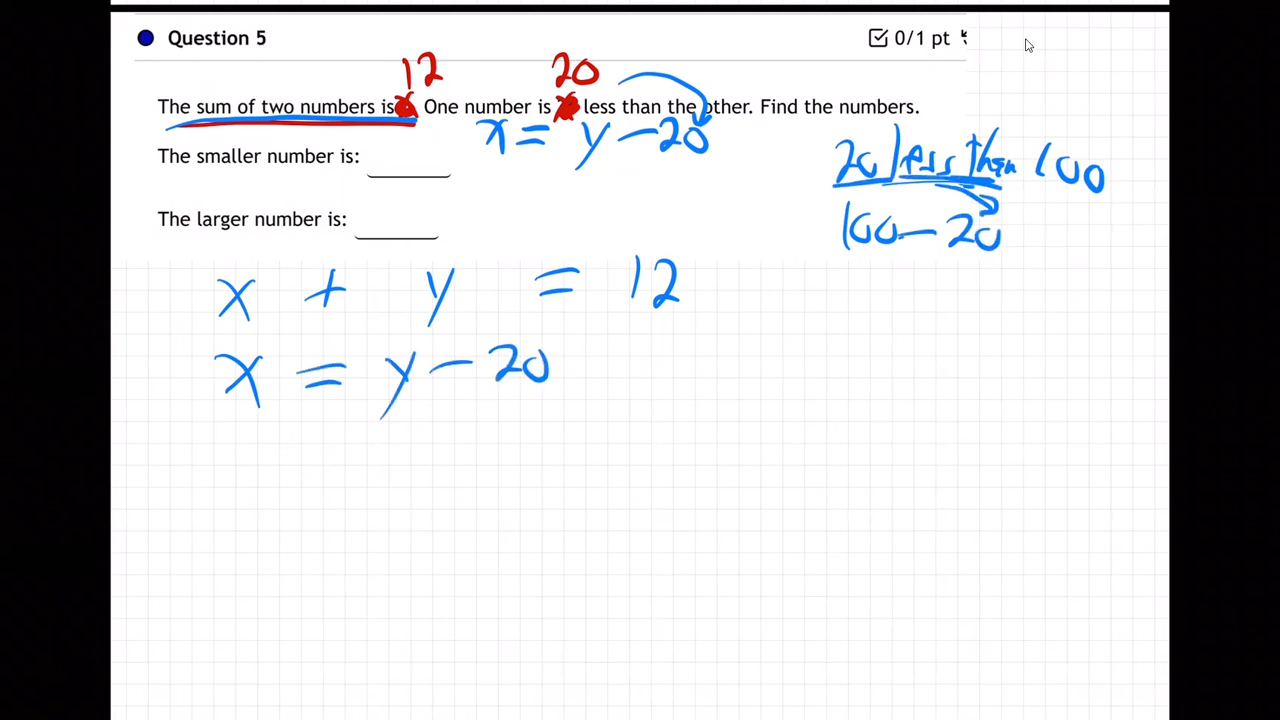 Question 5
0/1 pt
12 20
The sum of two numbers is One number is less than the other. Find the numbers.
x = y - 20
The smaller number is:
20 less than 100
The larger number is:
100 - 20
x + y = 12
x = y - 20